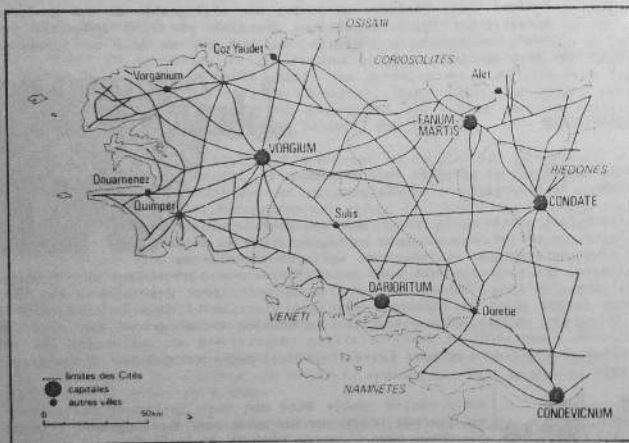 OSISMII
Coz Yaudet
CORIOSOLITES
Vorganium
Alet
FANUM-
MARTIS
VORGIUM
RIEDONES
Douarnenez
CONDATE
Quimper
Sulis
DARIORITUM
Duretie
VENETI
NAMNETES
CONDEVICNUM
limites des Cités
capitales
autres villes
0 50km